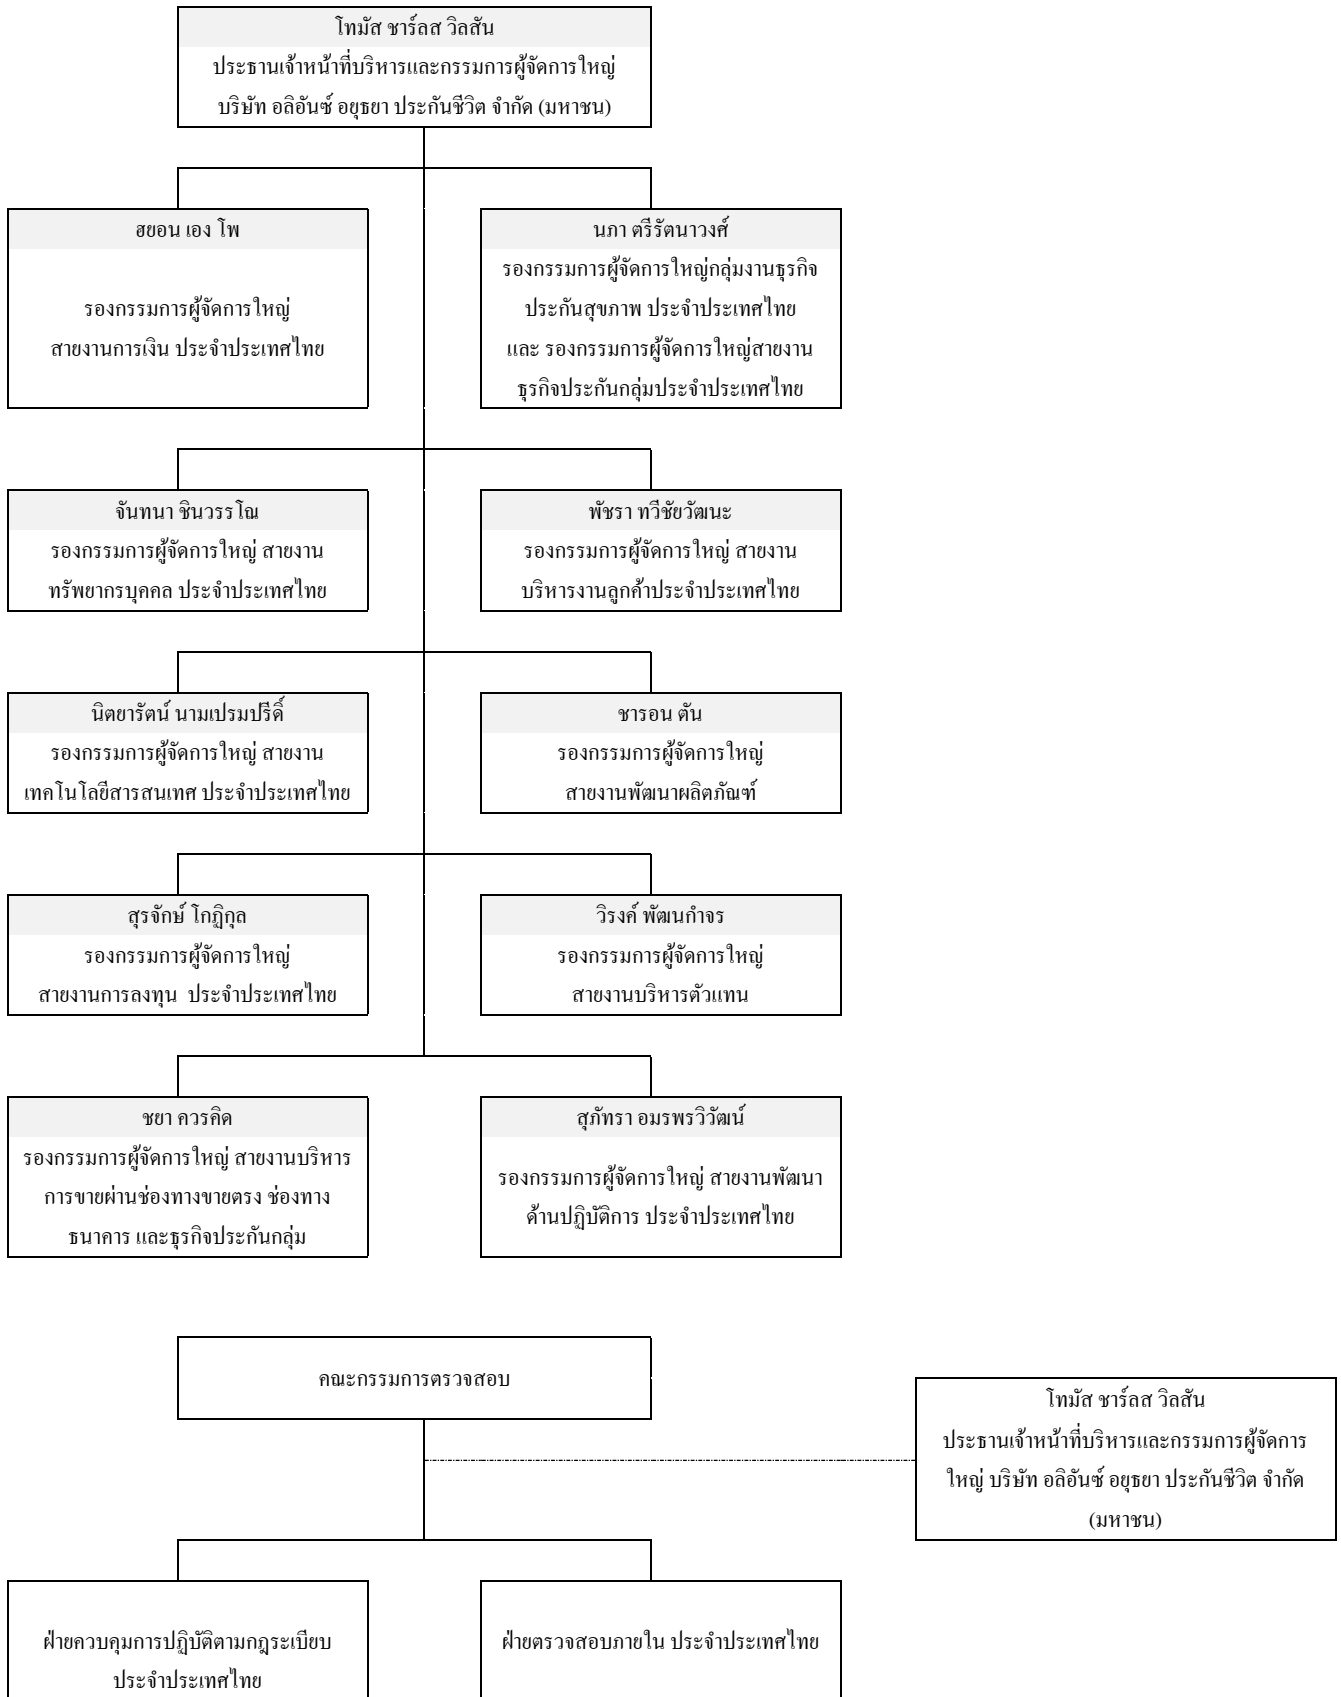 โทมัส ชาร์ลส วิลสัน
ประธานเจ้าหน้าที่บริหารและกรรมการผู้จัดการใหญ่
บริษัท อลิอันซ์ อยุธยา ประกันชีวิต จำกัด (มหาชน)
ฮยอน เอง โพ
รองกรรมการผู้จัดการใหญ่
สายงานการเงิน ประจำประเทศไทย
นภา ตรีรัตนาวงศ์
รองกรรมการผู้จัดการใหญ่กลุ่มงานธุรกิจ
ประกันสุขภาพ ประจำประเทศไทย
และ รองกรรมการผู้จัดการใหญ่สายงาน
ธุรกิจประกันกลุ่มประจำประเทศไทย
จันทนา ชินวรรโณ
รองกรรมการผู้จัดการใหญ่ สายงาน
ทรัพยากรบุคคล ประจำประเทศไทย
พัชรา ทวีชัยวัฒนะ
รองกรรมการผู้จัดการใหญ่ สายงาน
บริหารงานลูกค้าประจำประเทศไทย
นิตยารัตน์ นามเปรมปรีดิ์
รองกรรมการผู้จัดการใหญ่ สายงาน
เทคโนโลยีสารสนเทศ ประจำประเทศไทย
ชารอน ตัน
รองกรรมการผู้จัดการใหญ่
สายงานพัฒนาผลิตภัณฑ์
สุรจักษ์ โกฏิกุล
รองกรรมการผู้จัดการใหญ่
สายงานการลงทุน  ประจำประเทศไทย
วิรงค์ พัฒนกำจร
รองกรรมการผู้จัดการใหญ่
สายงานบริหารตัวแทน
ชยา ควรคิด
รองกรรมการผู้จัดการใหญ่ สายงานบริหาร
การขายผ่านช่องทางขายตรง ช่องทาง
ธนาคาร และธุรกิจประกันกลุ่ม
สุภัทรา อมรพรวิวัฒน์
รองกรรมการผู้จัดการใหญ่ สายงานพัฒนา
ด้านปฏิบัติการ ประจำประเทศไทย
คณะกรรมการตรวจสอบ
โทมัส ชาร์ลส วิลสัน
ประธานเจ้าหน้าที่บริหารและกรรมการผู้จัดการ
ใหญ่ บริษัท อลิอันซ์ อยุธยา ประกันชีวิต จำกัด
(มหาชน)
ฝ่ายควบคุมการปฏิบัติตามกฎระเบียบ
ประจำประเทศไทย
ฝ่ายตรวจสอบภายใน ประจำประเทศไทย